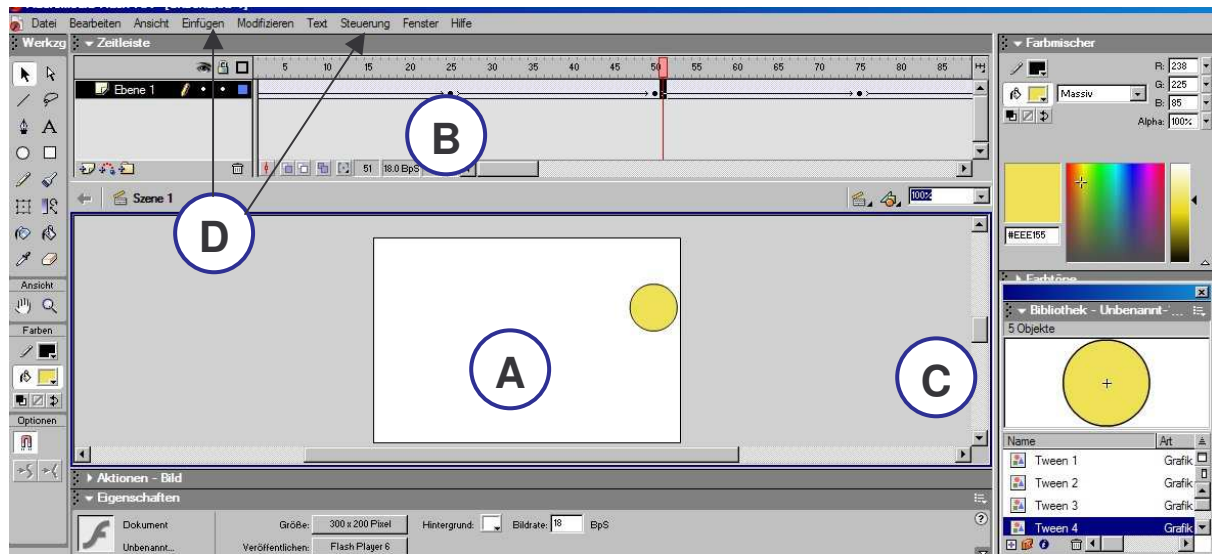 Datei Bearbeiten Ansicht Einfügen Modifizieren Text Steuerung Fenster Hilfe
Werkzg
Zeitleiste
5 10 15 20 25 30 35 40 45 50 55 60 65 70 75 80 85
Ebene 1
B
51 18.0 BpS
Szene 1
100%
D
A
C
Ansicht
Farben
Optionen
Aktionen - Bild
Eigenschaften
Dokument
Unbenannt...
Größe: 300 x 200 Pixel Hintergrund: Bildrate: 18 BpS
Veröffentlichen: Flash Player 6
Farbmischer
R: 238
Massiv
G: 225
B: 85
Alpha: 100%
#EEE155
Farbtöne
Bibliothek - Unbenannt-
5 Objekte
Name Art
Tween 1 Grafik
Tween 2 Grafik
Tween 3 Grafik
Tween 4 Grafik